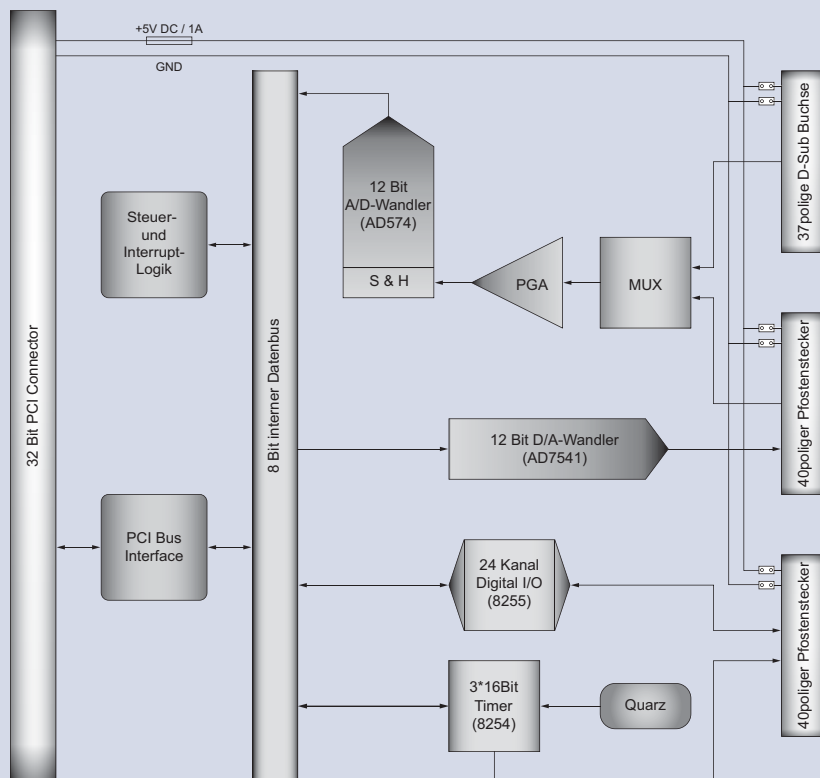 +5V DC / 1A
GND
32 Bit PCI Connector
Steuer-
und
Interrupt-
Logik
PCI Bus
Interface
8 Bit interner Datenbus
12 Bit
A/D-Wandler
(AD574)
S & H
PGA
MUX
37polige D-Sub Buchse
12 Bit D/A-Wandler
(AD7541)
40poliger Pfostenstecker
24 Kanal
Digital I/O
(8255)
40poliger Pfostenstecker
3*16Bit
Timer
(8254)
Quarz